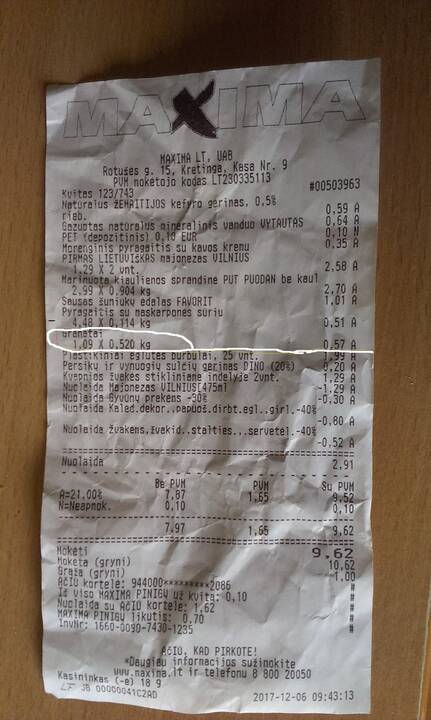 MAXIMA
MAXIMA LT, UAB
Rotušės g. 15, Kretinga, Kasa Nr. 9
PVM mokėtojo kodas LT230335113
Kvitas 123/743 #00503963
Natūralus ŽEMAITIJOS kefyro gėrimas, 0,5%
rieb. 0,59 A
Gazuotas natūralus mineralinis vanduo VYTAUTAS 0,64 A
PET (depozitinis) 0,10 EUR 0,10 N
Morenginis pyragaitis su kavos kremu 0,35 A
PIRMAS LIETUVIŠKAS majonezas VILNIUS
1,29 X 2 vnt. 2,58 A
Marinuota kiaulienos sprandinė PUT PUODAN be kaul
2,99 X 0,904 kg 2,70 A
Sausas šuniukų ėdalas FAVORIT 1,01 A
Pyragaitis su maskarponės sūriu
4,48 X 0,114 kg 0,51 A
Granatai
1,09 X 0,520 kg 0,57 A
Plastikiniai eglutės burbulai, 25 vnt. 1,99 A
Persikų ir vynuogių sulčių gėrimas DINO (20%) 0,20 A
Kvapnios žvakės stikliniame indelyje 2vnt. 1,29 A
Nuolaida Majonezas VILNIUS[475ml -1,29 A
Nuolaida Gyvūnų prekėms -30% -0,30 A
Nuolaida Kalėd.dekor..papuoš.dirbt.egl..girl.-40%
-0,80 A
Nuolaida Žvakėms,žvakid..stalties..,servetėl.-40%
-0,52 A
Nuolaida 2,91
Be PVM PVM Su PVM
A=21.00% 7,87 1,65 9,52
N=Neapmok. 0,10 0,10
7,97 1,65 9,62
Mokėti 9,62
Mokėta (gryni) 10,62
Grąža (gryni) -1,00
AČIŪ kortelė: 944000*********2086 #
Iš viso MAXIMA PINIGŲ už kvitą: 0,10 #
Nuolaida su AČIŪ kortele: 1,62 #
MAXIMA PINIGŲ likutis: 0,70 #
InvNr: 1660-0090-7430-1235 #
AČIŪ, KAD PIRKOTE!
*Daugiau informacijos sužinokite
www.maxima.lt ir telefonu 8 800 20050
Kasininkas (-ė) 18 9
LF JB 00000041C2AD 2017-12-06 09:43:13